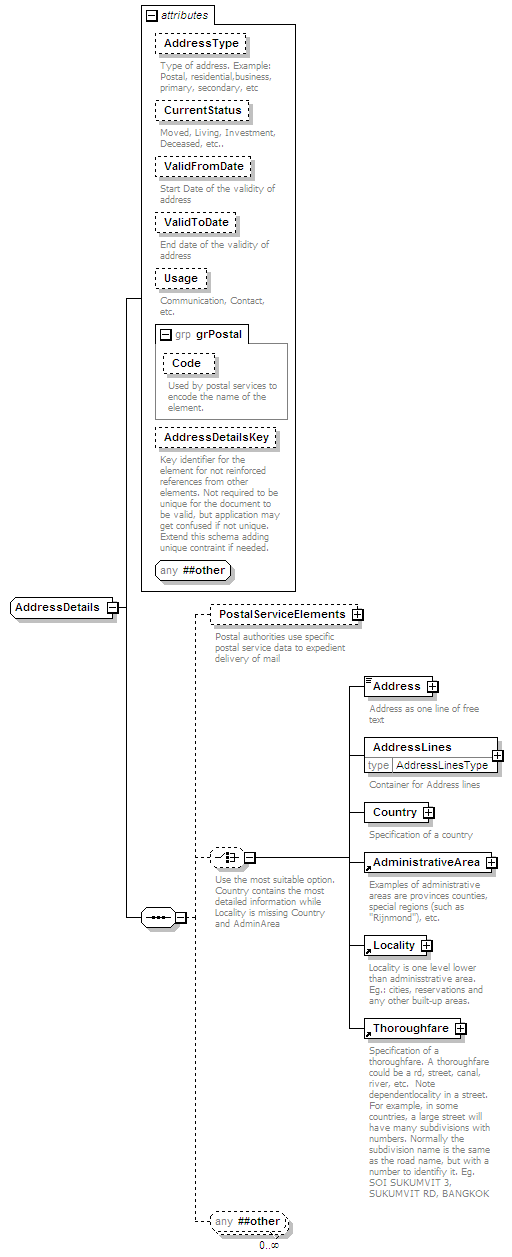 attributes
AddressType
Type of address. Example:
Postal, residential,business,
primary, secondary, etc
CurrentStatus
Moved, Living, Investment,
Deceased, etc..
ValidFromDate
Start Date of the validity of
address
ValidToDate
End date of the validity of
address
Usage
Communication, Contact,
etc.
grp grPostal
Code
Used by postal services to
encode the name of the
element.
AddressDetailsKey
Key identifier for the
element for not reinforced
references from other
elements. Not required to be
unique for the document to
be valid, but application may
get confused if not unique.
Extend this schema adding
unique contraint if needed.
any ##other
AddressDetails
PostalServiceElements
Postal authorities use specific
postal service data to expedient
delivery of mail
Address
Address as one line of free
text
AddressLines
type AddressLinesType
Container for Address lines
Country
Specification of a country
Use the most suitable option.
Country contains the most
detailed information while
Locality is missing Country
and AdminArea
AdministrativeArea
Examples of administrative
areas are provinces counties,
special regions (such as
"Rijnmond"), etc.
Locality
Locality is one level lower
than adminisstrative area.
Eg.: cities, reservations and
any other built-up areas.
Thoroughfare
Specification of a
thoroughfare. A thoroughfare
could be a rd, street, canal,
river, etc.  Note
dependentlocality in a street.
For example, in some
countries, a large street will
have many subdivisions with
numbers. Normally the
subdivision name is the same
as the road name, but with a
number to identifiy it. Eg.
SOI SUKUMVIT 3,
SUKUMVIT RD, BANGKOK
any ##other
0..∞